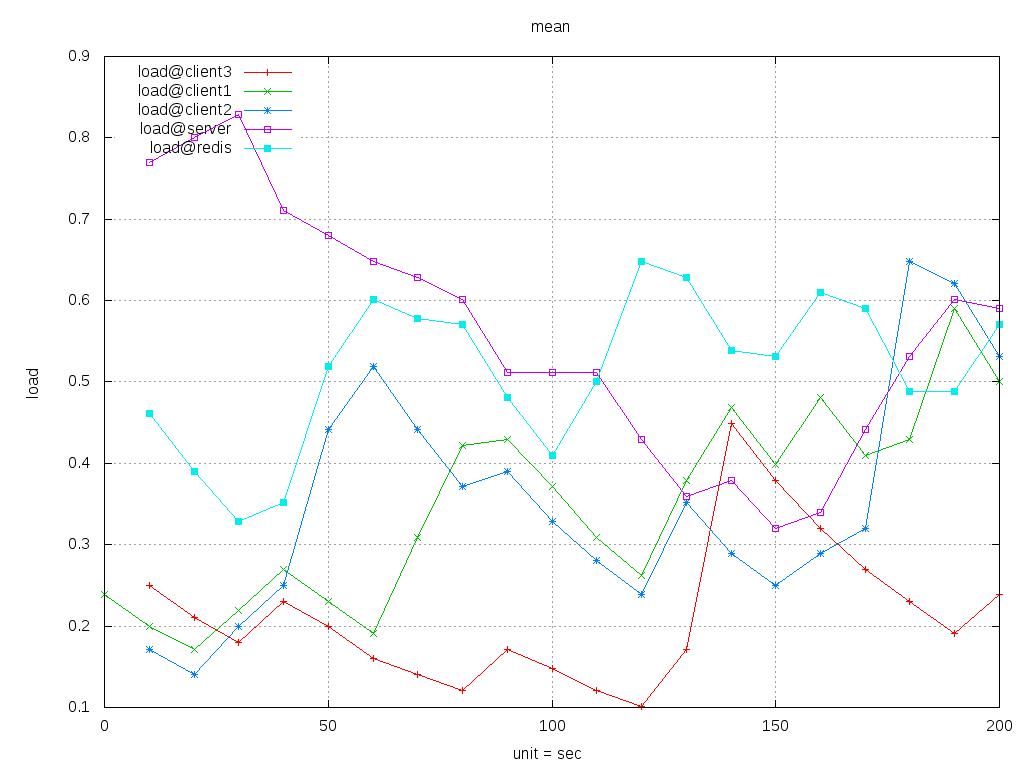 mean
0.9
load@client3
load@client1
load@client2
load@server
load@redis
0.8
0.7
0.6
0.5
load
0.4
0.3
0.2
0.1
0 50 100 150 200
unit = sec